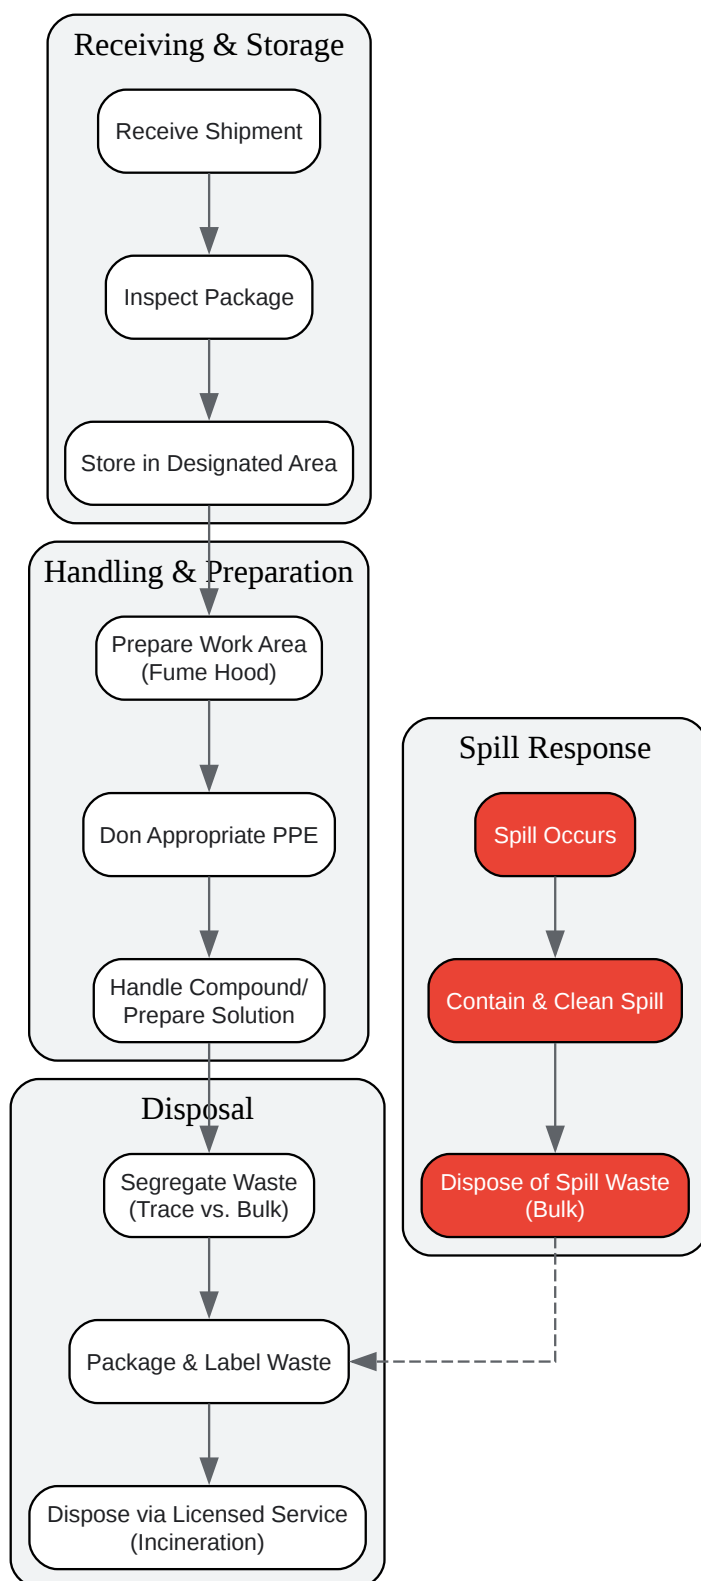 Receiving & Storage
Receive Shipment
Inspect Package
Store in Designated Area
Handling & Preparation
Prepare Work Area
(Fume Hood)
Don Appropriate PPE
Handle Compound/
Prepare Solution
Disposal
Segregate Waste
(Trace vs. Bulk)
Package & Label Waste
Dispose via Licensed Service
(Incineration)
Spill Response
Spill Occurs
Contain & Clean Spill
Dispose of Spill Waste
(Bulk)